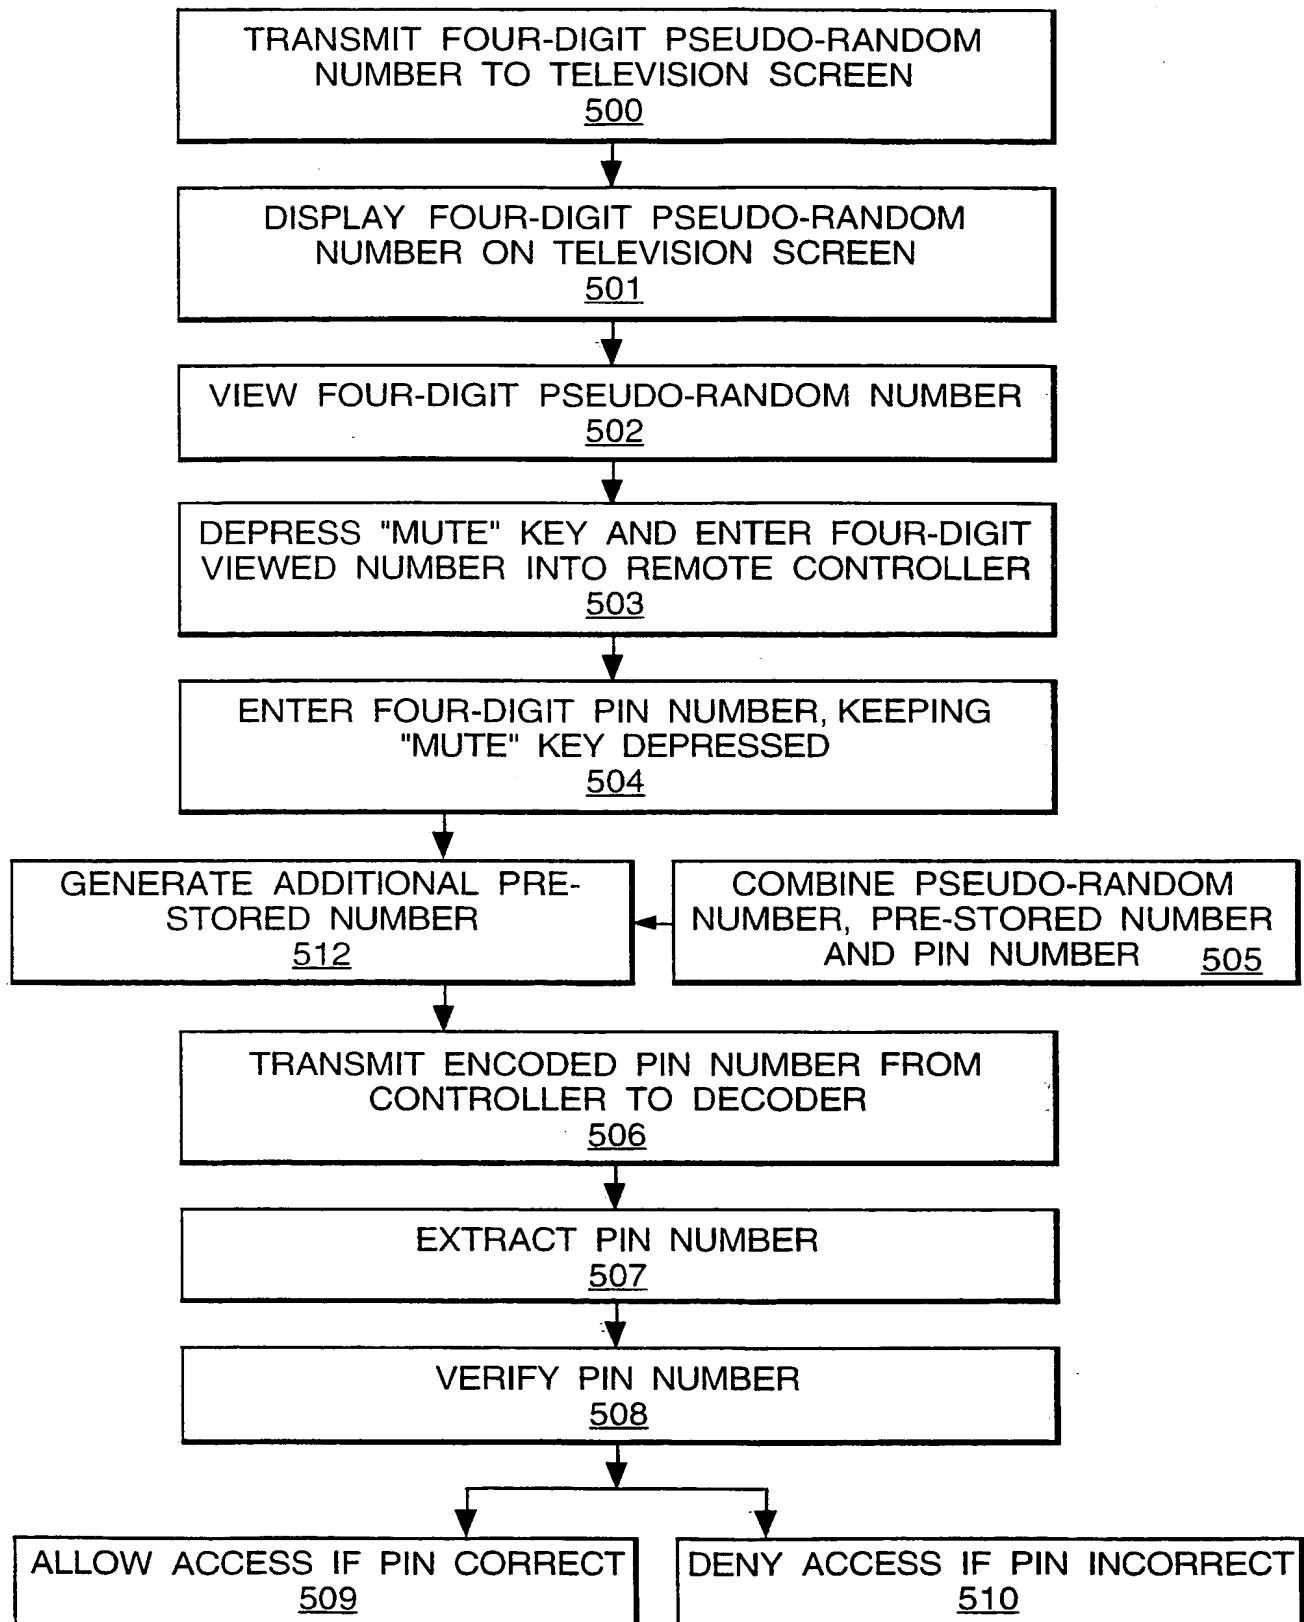 TRANSMIT FOUR-DIGIT PSEUDO-RANDOM
NUMBER TO TELEVISION SCREEN
500
DISPLAY FOUR-DIGIT PSEUDO-RANDOM
NUMBER ON TELEVISION SCREEN
501
VIEW FOUR-DIGIT PSEUDO-RANDOM NUMBER
502
DEPRESS "MUTE" KEY AND ENTER FOUR-DIGIT
VIEWED NUMBER INTO REMOTE CONTROLLER
503
ENTER FOUR-DIGIT PIN NUMBER, KEEPING
"MUTE" KEY DEPRESSED
504
GENERATE ADDITIONAL PRE-
STORED NUMBER
512
COMBINE PSEUDO-RANDOM
NUMBER, PRE-STORED NUMBER
AND PIN NUMBER 505
TRANSMIT ENCODED PIN NUMBER FROM
CONTROLLER TO DECODER
506
EXTRACT PIN NUMBER
507
VERIFY PIN NUMBER
508
ALLOW ACCESS IF PIN CORRECT
509
DENY ACCESS IF PIN INCORRECT
510